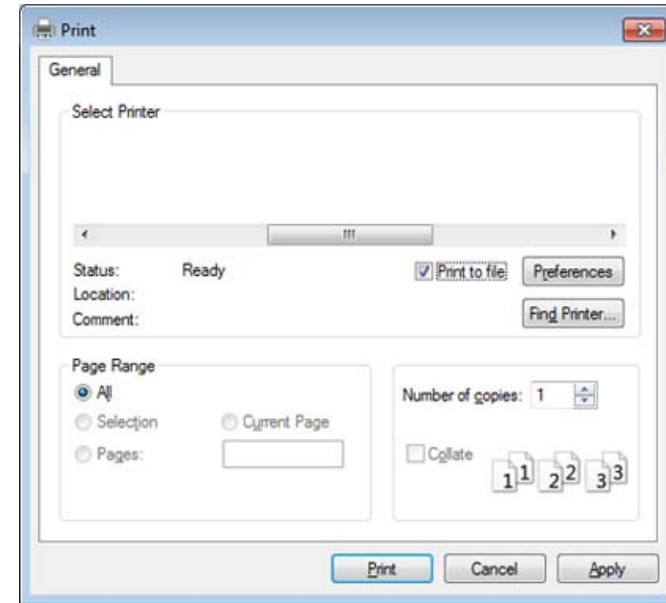 Print
General
Select Printer
Status: Ready
Print to file
Preferences
Location:
Comment:
Find Printer...
Page Range
All
Selection
Current Page
Pages:
Number of copies: 1
Collate
1 1 2 2 3 3
Print
Cancel
Apply